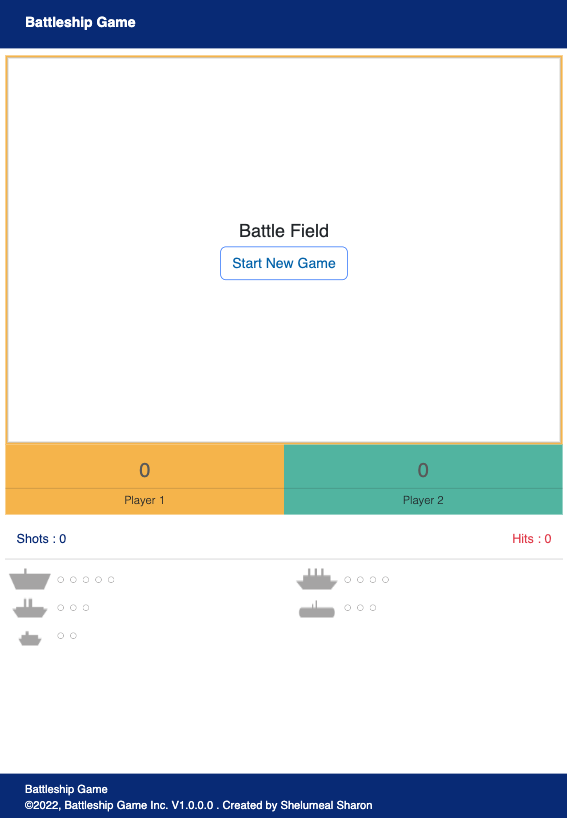 Battleship Game
Battle Field
Start New Game
0
0
Player 1
Player 2
Shots : 0
Hits : 0
Battleship Game
©2022, Battleship Game Inc. V1.0.0.0 . Created by Shelumeal Sharon